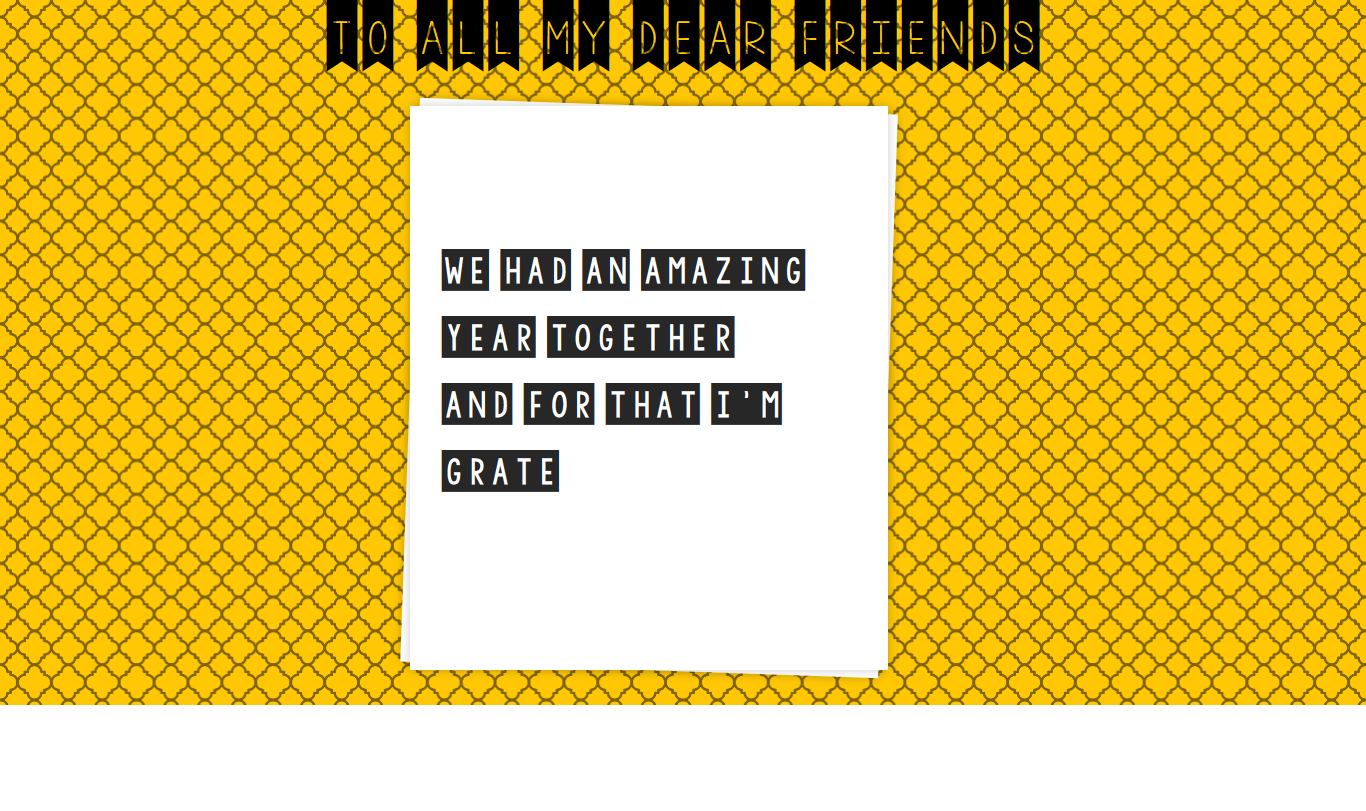 TO ALL MY DEAR FRIENDS
WE HAD AN AMAZING
YEAR TOGETHER
AND FOR THAT I'M
GRATE